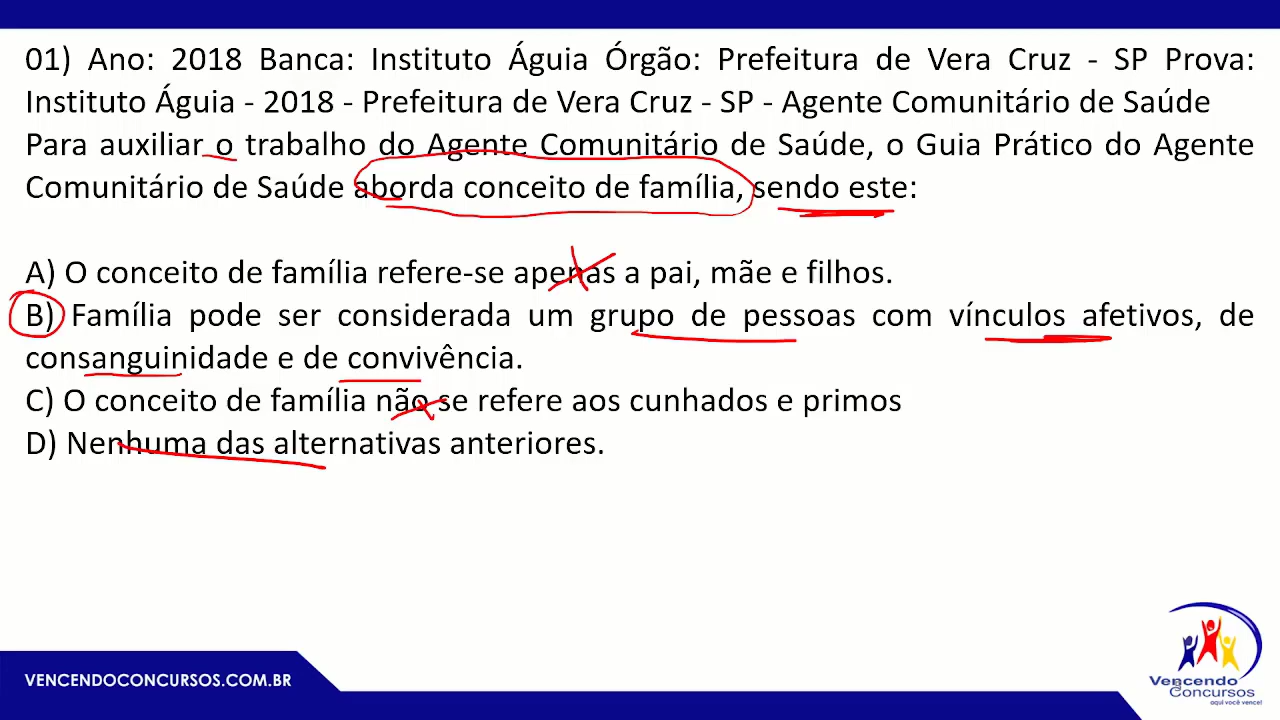 01) Ano: 2018 Banca: Instituto Águia Órgão: Prefeitura de Vera Cruz - SP Prova:
Instituto Águia - 2018 - Prefeitura de Vera Cruz - SP - Agente Comunitário de Saúde
Para auxiliar o trabalho do Agente Comunitário de Saúde, o Guia Prático do Agente
Comunitário de Saúde aborda conceito de família, sendo este:
A) O conceito de família refere-se apenas a pai, mãe e filhos.
B) Família pode ser considerada um grupo de pessoas com vínculos afetivos, de
consanguinidade e de convivência.
C) O conceito de família não se refere aos cunhados e primos
D) Nenhuma das alternativas anteriores.
VENCENDOCONCURSOS.COM.BR
Vencendo
Concursos
aqui você vence!